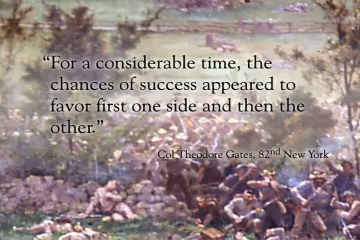 “For a considerable time, the
chances of success appeared to
favor first one side and then the
other.”
Col Theodore Gates, 82nd New York